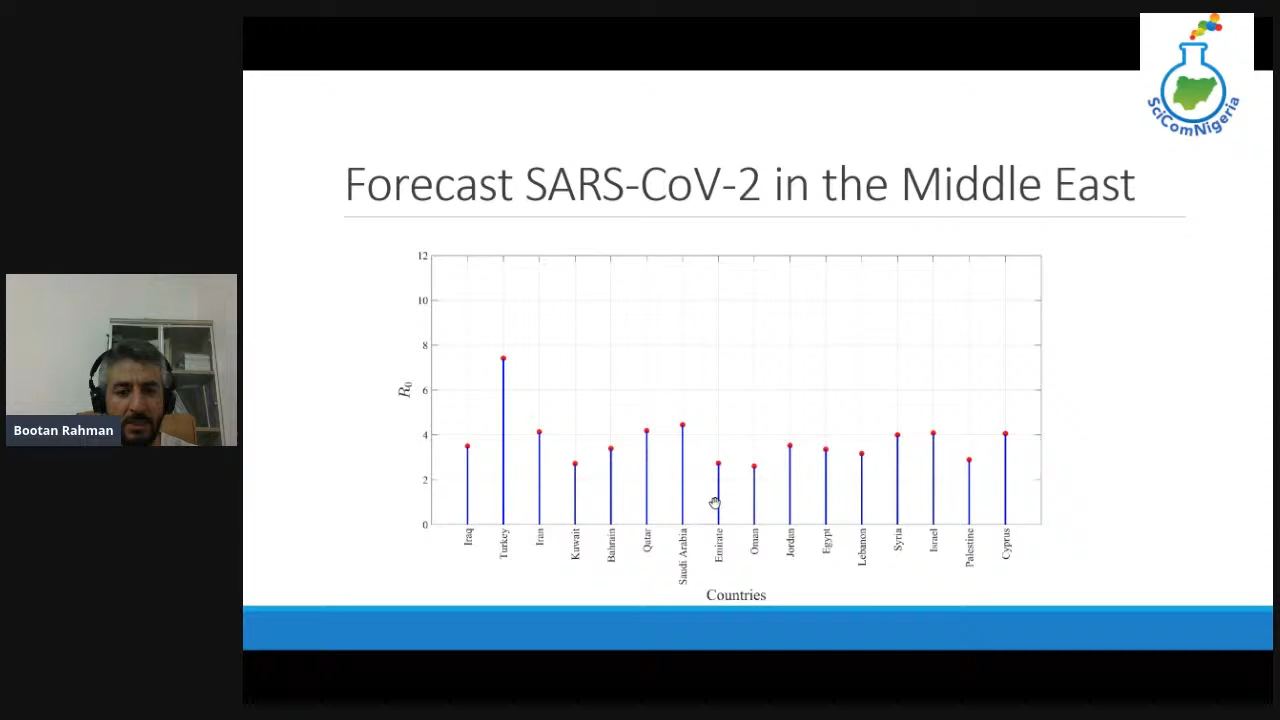 SciComNigeria
Forecast SARS-CoV-2 in the Middle East
12
10
8
6
4
2
0
R0
Iraq
Turkey
Iran
Kuwait
Bahrain
Qatar
Saudi Arabia
Emirate
Oman
Jordan
Egypt
Lebanon
Syria
Israel
Palestine
Cyprus
Countries
Bootan Rahman